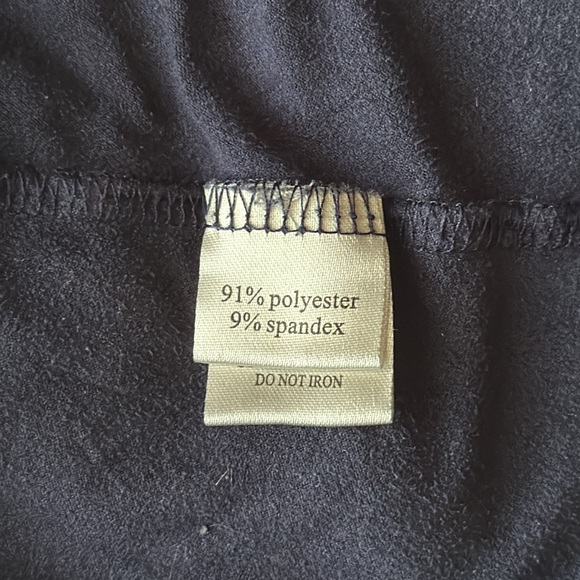 91% polyester
9% spandex
DO NOT IRON